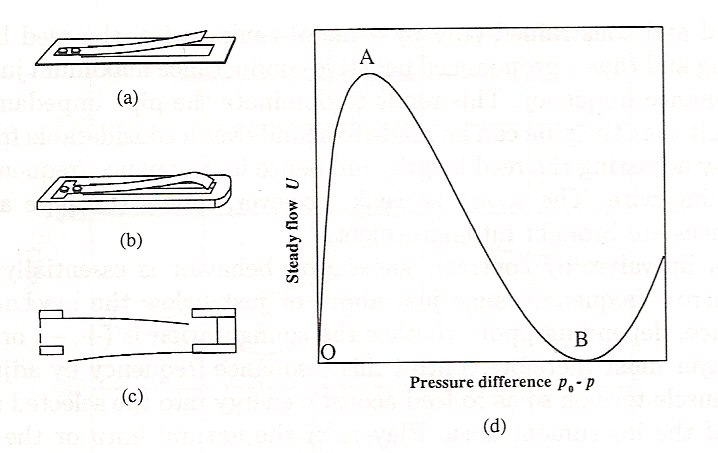 (a)
(b)
(c)
A
B
O
Steady flow U
Pressure difference p₀ - p
(d)